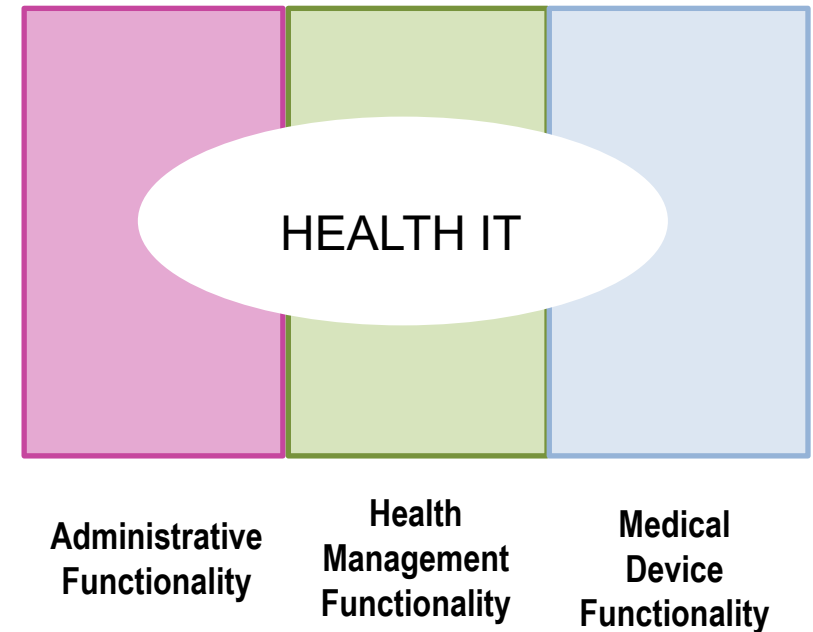 HEALTH IT
Administrative
Functionality
Health
Management
Functionality
Medical
Device
Functionality